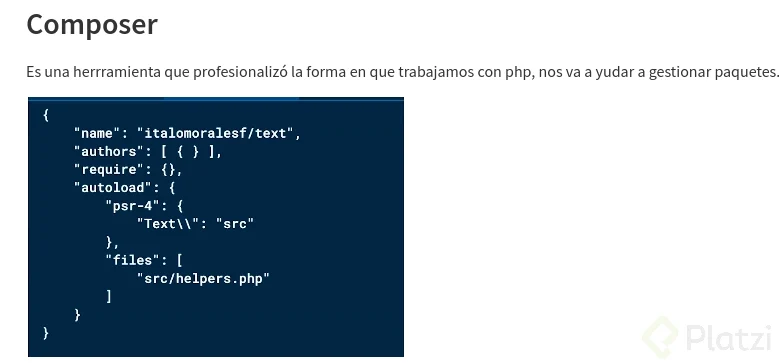 Composer
Es una herrramienta que profesionalizó la forma en que trabajamos con php, nos va a yudar a gestionar paquetes.
{
    "name": "italomoralesf/text",
    "authors": [ { } ],
    "require": {},
    "autoload": {
        "psr-4": {
            "Text\\": "src"
        },
        "files": [
            "src/helpers.php"
        ]
    }
}
Platzi